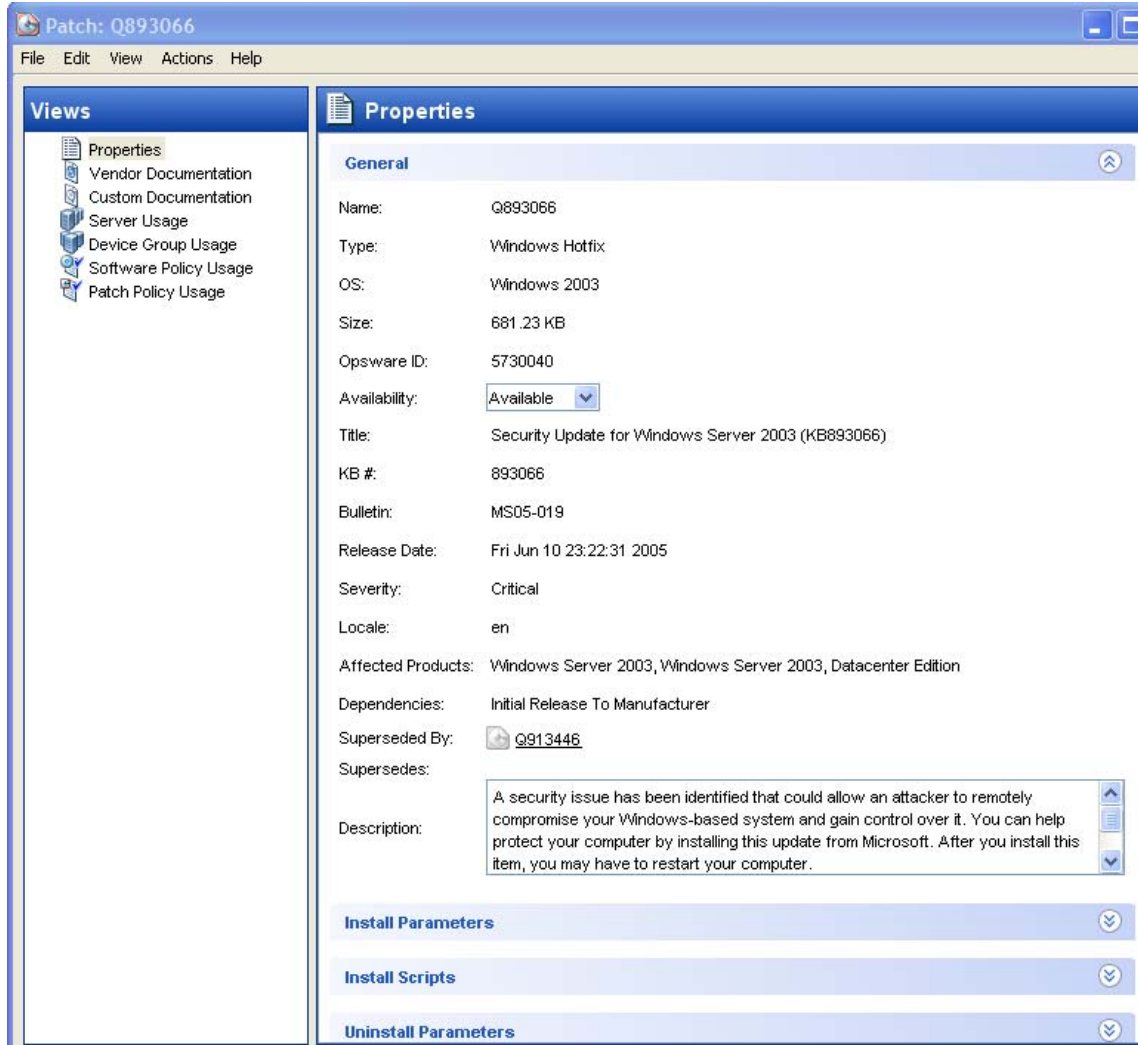 Patch: Q893066
File Edit View Actions Help
Views
Properties
Vendor Documentation
Custom Documentation
Server Usage
Device Group Usage
Software Policy Usage
Patch Policy Usage
Properties
General
Name: Q893066
Type: Windows Hotfix
OS: Windows 2003
Size: 681.23 KB
Opsware ID: 5730040
Availability: Available
Title: Security Update for Windows Server 2003 (KB893066)
KB #: 893066
Bulletin: MS05-019
Release Date: Fri Jun 10 23:22:31 2005
Severity: Critical
Locale: en
Affected Products: Windows Server 2003, Windows Server 2003, Datacenter Edition
Dependencies: Initial Release To Manufacturer
Superseded By: Q913446
Supersedes:
Description: A security issue has been identified that could allow an attacker to remotely
compromise your Windows-based system and gain control over it. You can help
protect your computer by installing this update from Microsoft. After you install this
item, you may have to restart your computer.
Install Parameters
Install Scripts
Uninstall Parameters